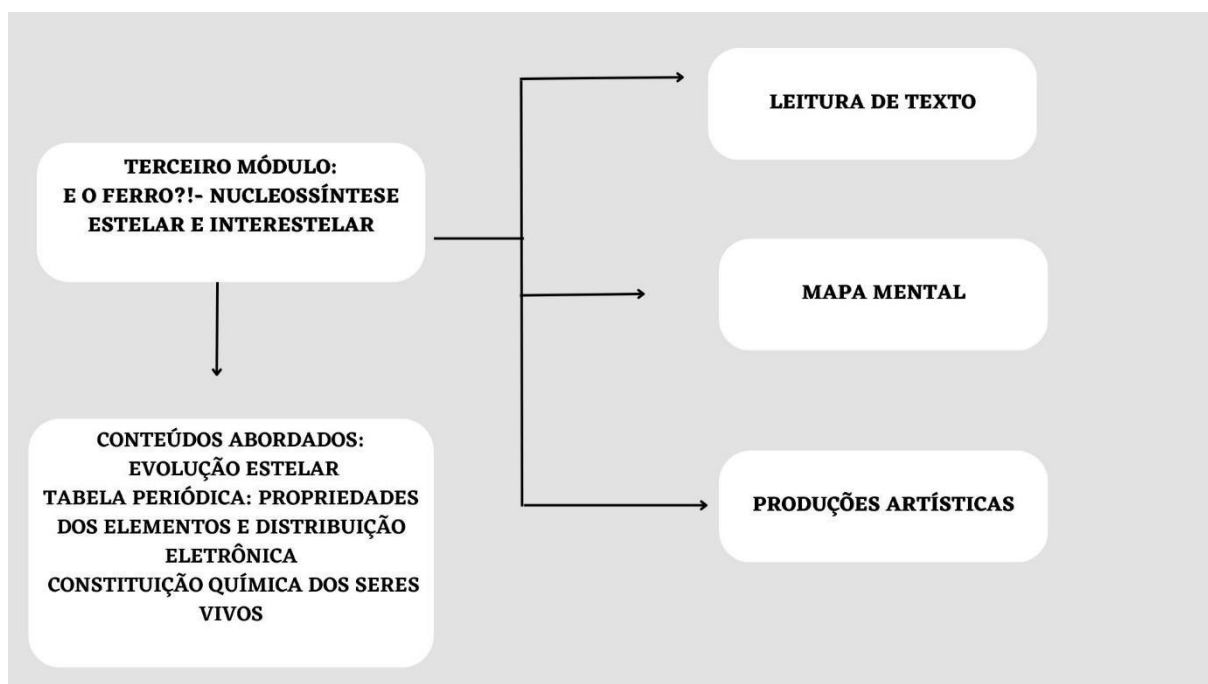 TERCEIRO MÓDULO:
E O FERRO?!- NUCLEOSSÍNTESE
ESTELAR E INTERESTELAR
LEITURA DE TEXTO
MAPA MENTAL
PRODUÇÕES ARTÍSTICAS
CONTEÚDOS ABORDADOS:
EVOLUÇÃO ESTELAR
TABELA PERIÓDICA: PROPRIEDADES
DOS ELEMENTOS E DISTRIBUIÇÃO
ELETRÔNICA
CONSTITUIÇÃO QUÍMICA DOS SERES
VIVOS